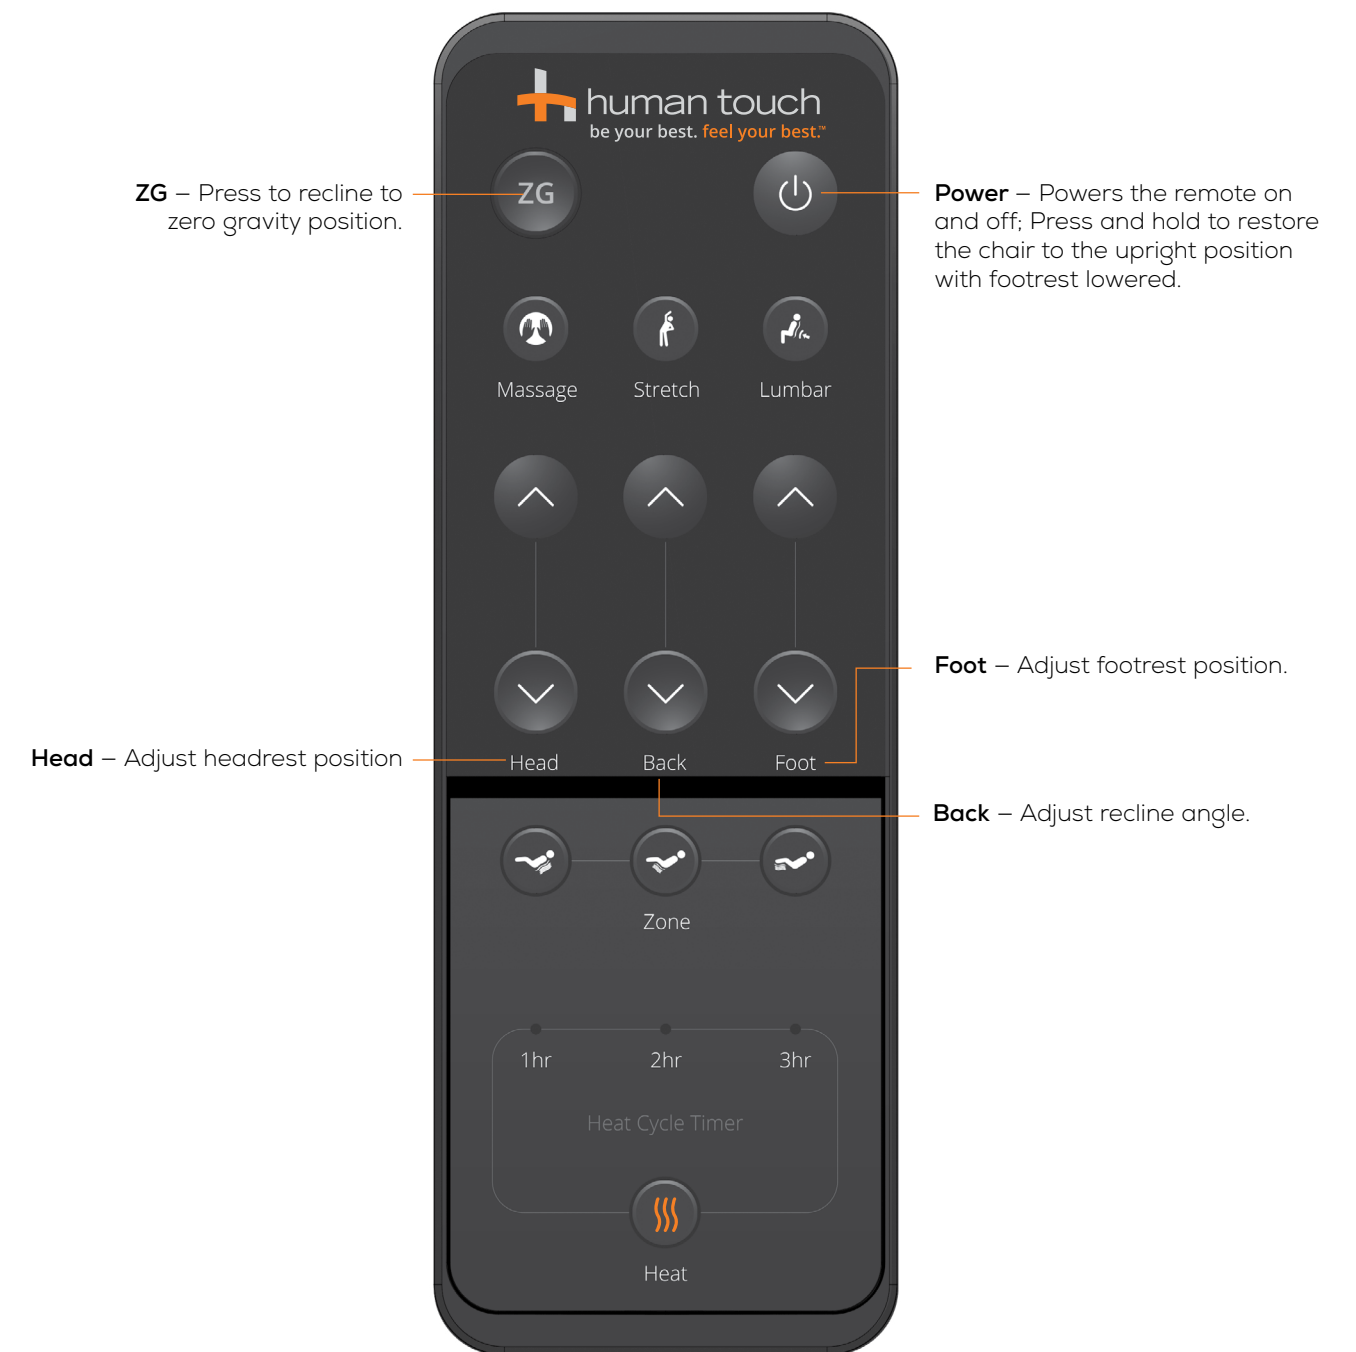 human touch
be your best. feel your best.™
ZG – Press to recline to
zero gravity position.
ZG
Power – Powers the remote on
and off; Press and hold to restore
the chair to the upright position
with footrest lowered.
Massage
Stretch
Lumbar
Foot – Adjust footrest position.
Head – Adjust headrest position
Head
Back
Foot
Back – Adjust recline angle.
Zone
1hr
2hr
3hr
Heat Cycle Timer
Heat